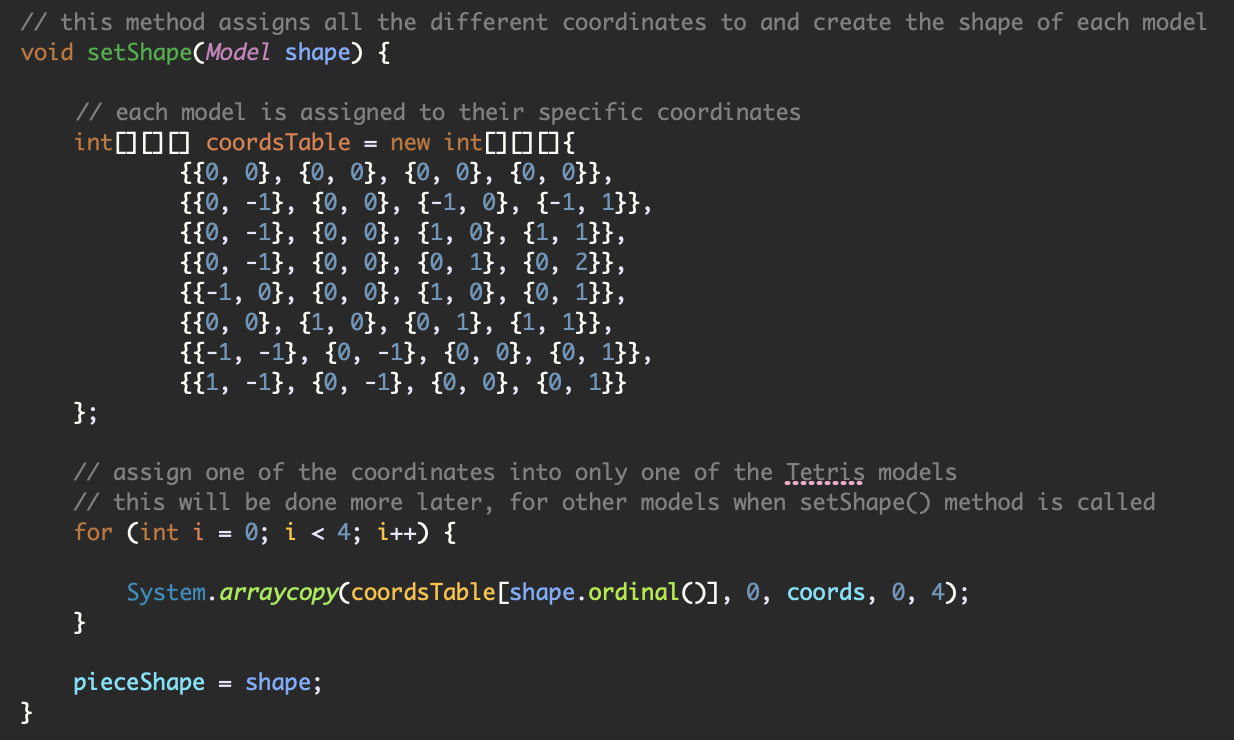 // this method assigns all the different coordinates to and create the shape of each model
void setShape(Model shape) {
// each model is assigned to their specific coordinates
int[][][] coordsTable = new int[][][]{
{{0, 0}, {0, 0}, {0, 0}, {0, 0}},
{{0, -1}, {0, 0}, {-1, 0}, {-1, 1}},
{{0, -1}, {0, 0}, {1, 0}, {1, 1}},
{{0, -1}, {0, 0}, {0, 1}, {0, 2}},
{{-1, 0}, {0, 0}, {1, 0}, {0, 1}},
{{0, 0}, {1, 0}, {0, 1}, {1, 1}},
{{-1, -1}, {0, -1}, {0, 0}, {0, 1}},
{{1, -1}, {0, -1}, {0, 0}, {0, 1}}
};
// assign one of the coordinates into only one of the Tetris models
// this will be done more later, for other models when setShape() method is called
for (int i = 0; i < 4; i++) {
System.arraycopy(coordsTable[shape.ordinal()], 0, coords, 0, 4);
}
pieceShape = shape;
}